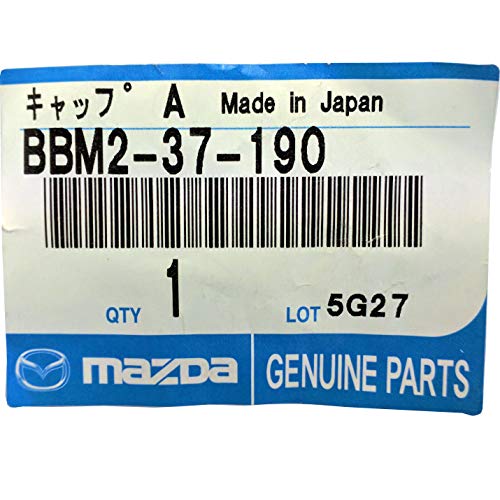 キャップ A Made in Japan
BBM2-37-190
QTY 1 LOT 5G27
mazda GENUINE PARTS